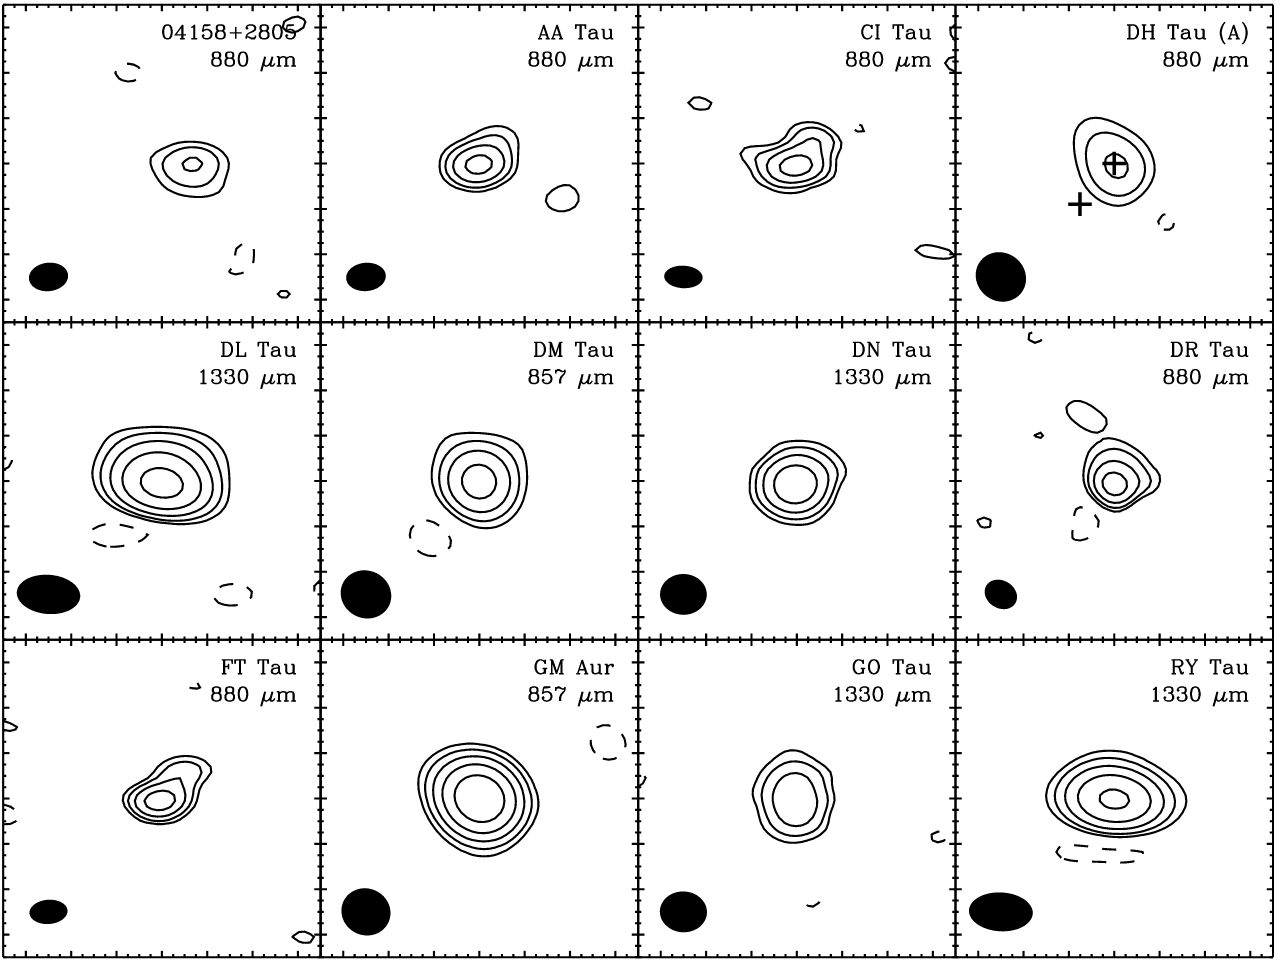 04158+2805
880 μm
AA Tau
880 μm
CI Tau
880 μm
DH Tau (A)
880 μm
DL Tau
1330 μm
DM Tau
857 μm
DN Tau
1330 μm
DR Tau
880 μm
FT Tau
880 μm
GM Aur
857 μm
GO Tau
1330 μm
RY Tau
1330 μm